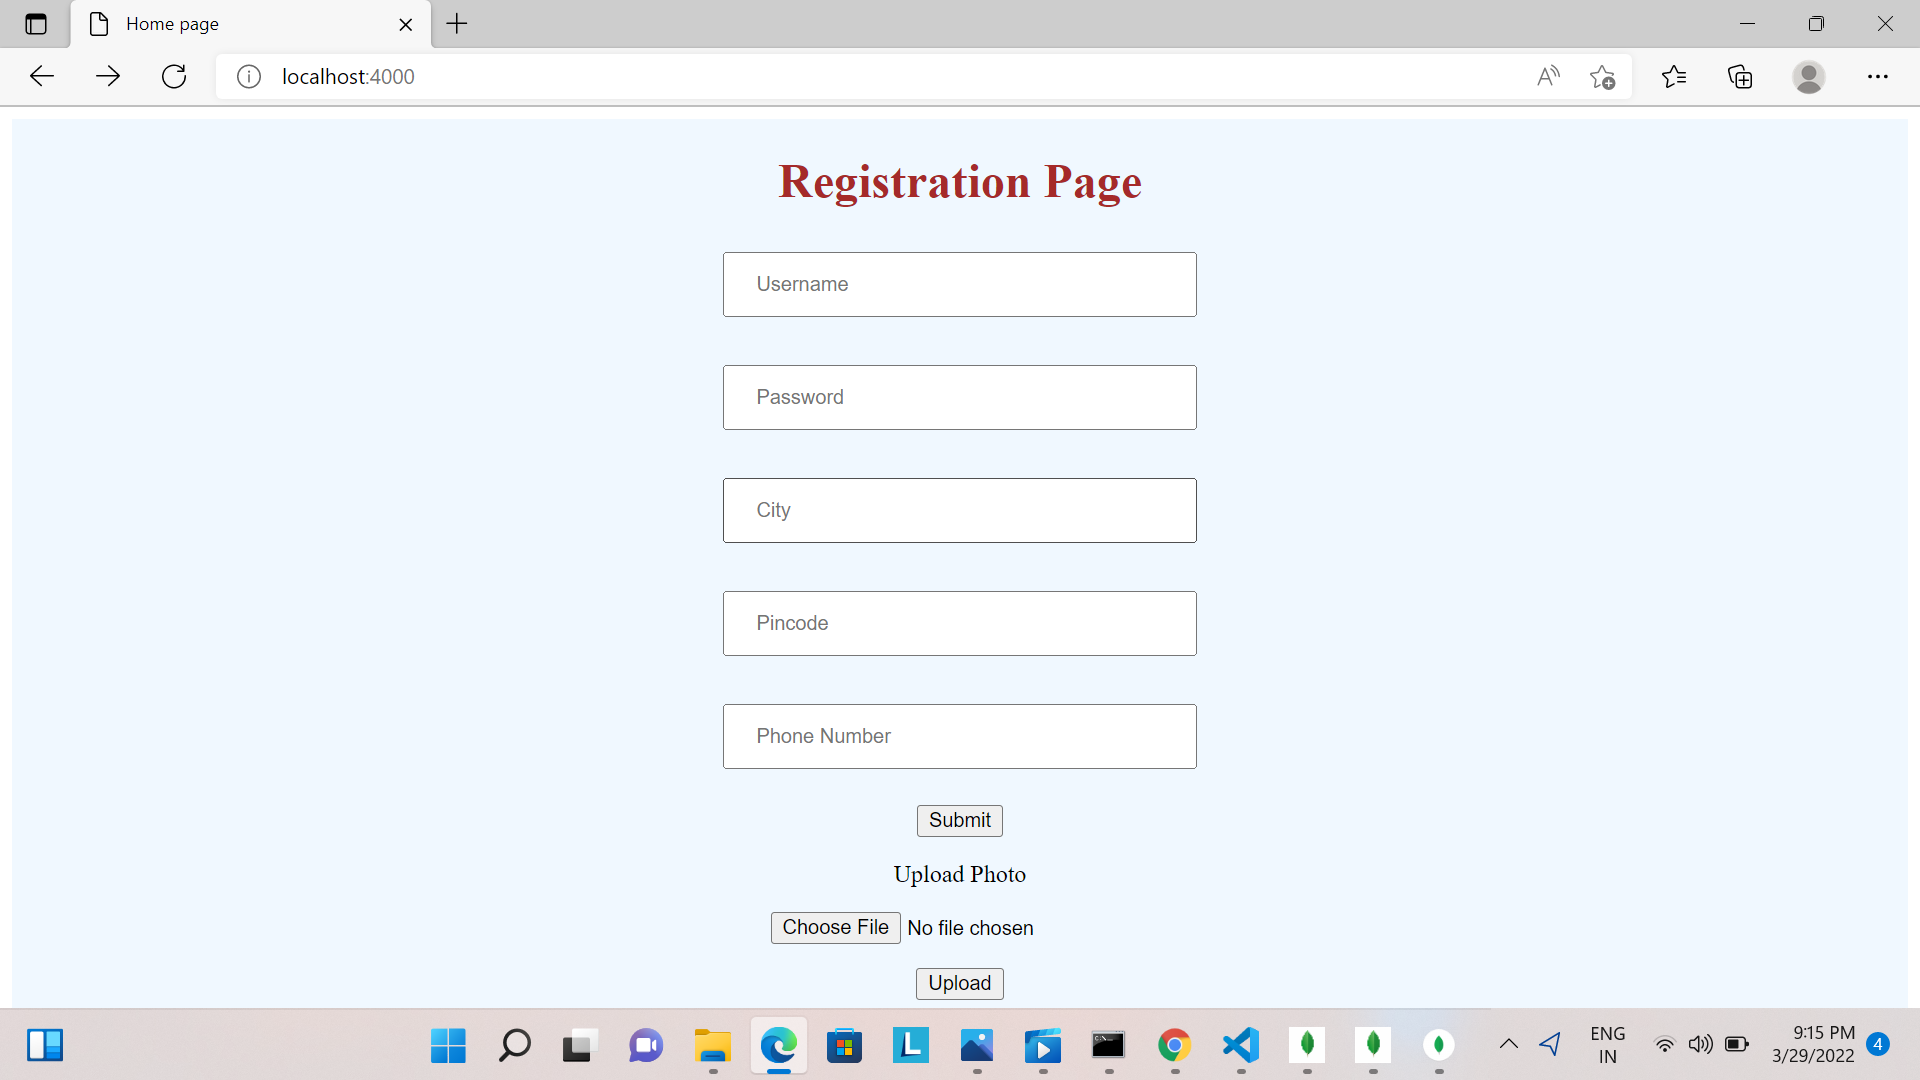 Home page
localhost:4000
Registration Page
Username
Password
City
Pincode
Phone Number
Submit
Upload Photo
Choose File No file chosen
Upload
ENG
IN
9:15 PM
3/29/2022
4